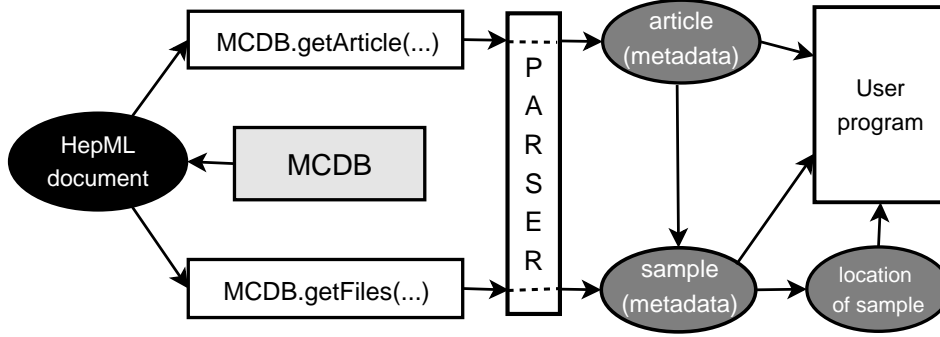 MCDB.getArticle(...)
article
(metadata)
User
program
HepML
document
MCDB
P
A
R
S
E
R
MCDB.getFiles(...)
sample
(metadata)
location
of sample